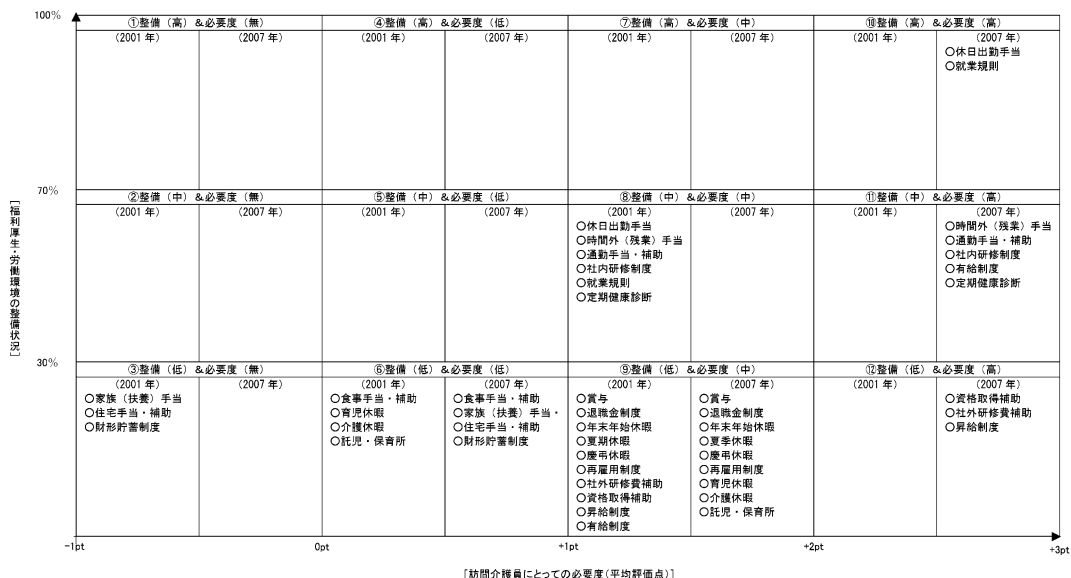 100%
①整備（高）＆必要度（無）
④整備（高）＆必要度（低）
⑦整備（高）＆必要度（中）
⑩整備（高）＆必要度（高）
(2001 年)
(2007 年)
(2001 年)
(2007 年)
(2001 年)
(2007 年)
(2001 年)
(2007 年)
○休日出勤手当
○就業規則
70%
②整備（中）＆必要度（無）
⑤整備（中）＆必要度（低）
⑧整備（中）＆必要度（中）
⑪整備（中）＆必要度（高）
(2001 年)
(2007 年)
(2001 年)
(2007 年)
(2001 年)
(2007 年)
(2001 年)
(2007 年)
○休日出勤手当
○時間外（残業）手当
○通勤手当・補助
○社内研修制度
○就業規則
○定期健康診断
○時間外（残業）手当
○通勤手当・補助
○社内研修制度
○有給制度
○定期健康診断
[福利厚生・労働環境の整備状況]
30%
③整備（低）＆必要度（無）
⑥整備（低）＆必要度（低）
⑨整備（低）＆必要度（中）
⑫整備（低）＆必要度（高）
(2001 年)
(2007 年)
(2001 年)
(2007 年)
(2001 年)
(2007 年)
(2001 年)
(2007 年)
○家族（扶養）手当
○住宅手当・補助
○財形貯蓄制度
○食事手当・補助
○育児休暇
○介護休暇
○託児・保育所
○食事手当・補助
○家族（扶養）手当・
○住宅手当・補助
○財形貯蓄制度
○賞与
○退職金制度
○年末年始休暇
○夏期休暇
○慶弔休暇
○再雇用制度
○社外研修費補助
○資格取得補助
○昇給制度
○有給制度
○賞与
○退職金制度
○年末年始休暇
○夏季休暇
○慶弔休暇
○再雇用制度
○育児休暇
○介護休暇
○託児・保育所
○資格取得補助
○社外研修費補助
○昇給制度
-1pt
0pt
+1pt
+2pt
+3pt
[訪問介護員にとっての必要度(平均評価点)]